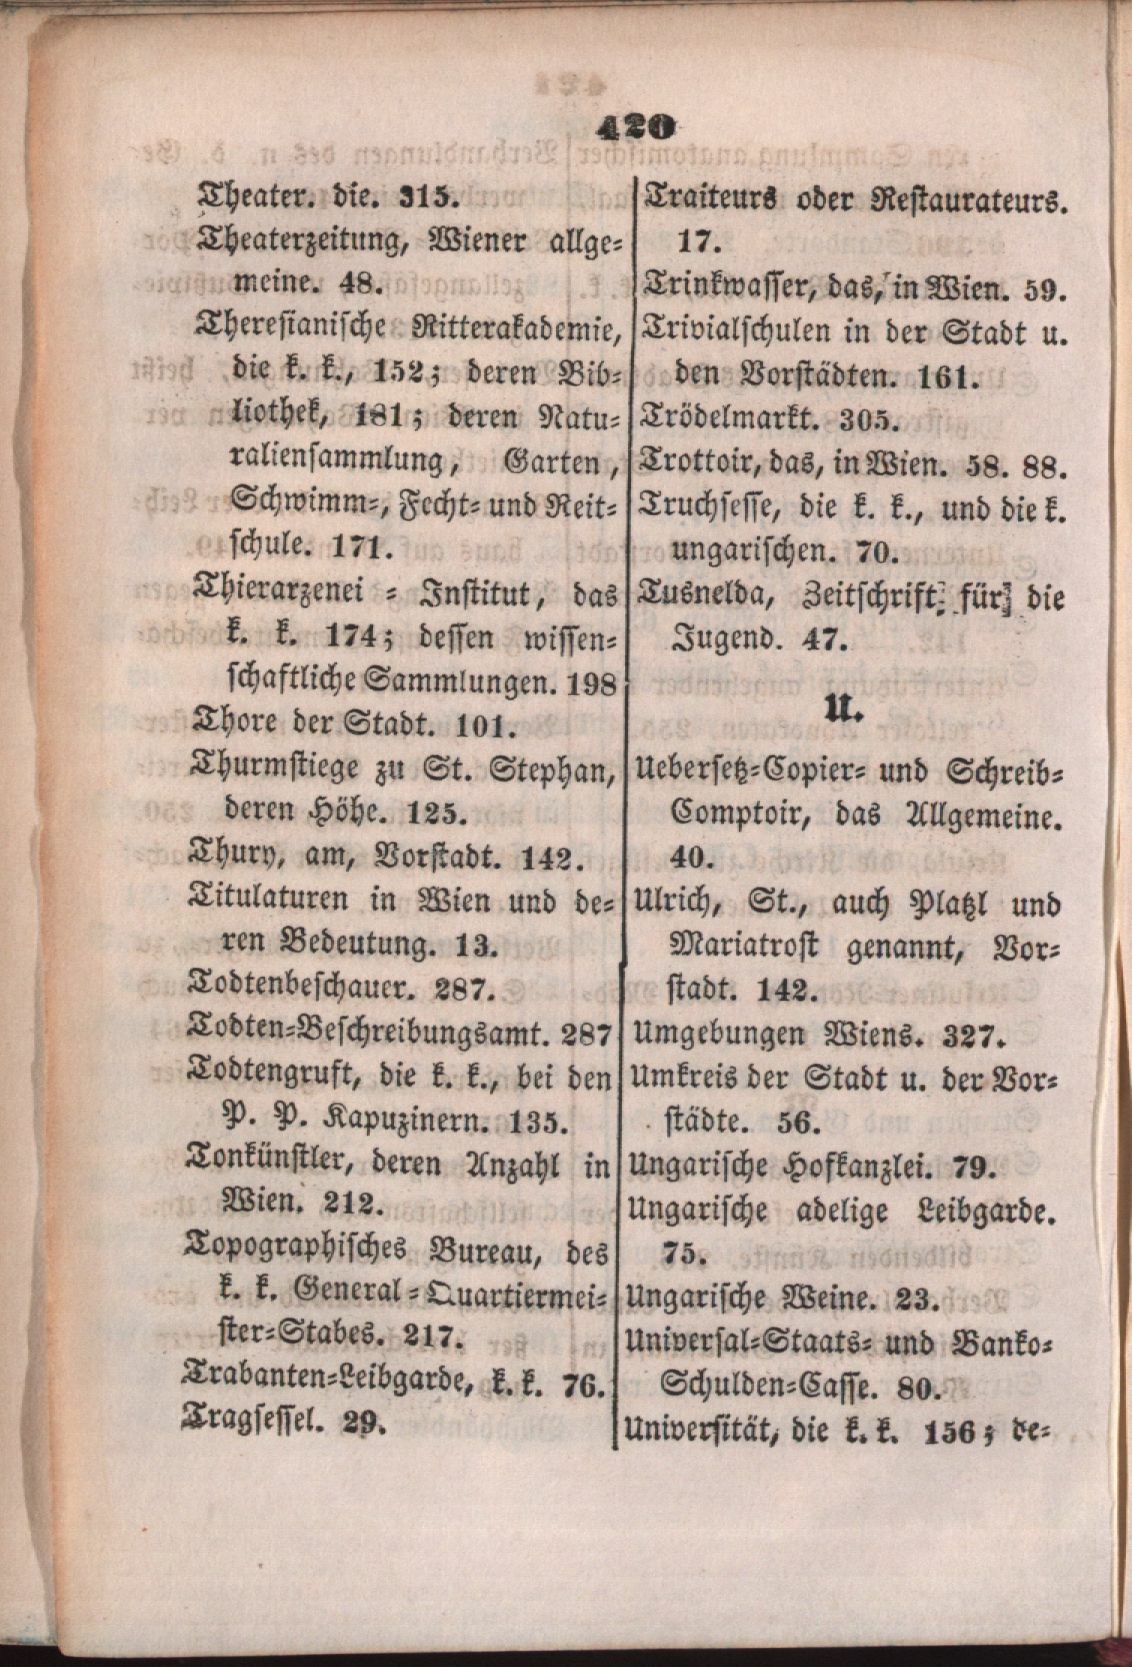 420
Theater. die. 315.
Theaterzeitung, Wiener allge-
meine. 48.
Theresianische Ritterakademie,
die k. k., 152; deren Bib-
liothek, 181; deren Natu-
raliensammlung, Garten,
Schwimm-, Fecht- und Reit-
schule. 171.
Thierarzenei-Institut, das
k. k. 174; dessen wissen-
schaftliche Sammlungen. 198
Thore der Stadt. 101.
Thurmstiege zu St. Stephan,
deren Höhe. 125.
Thury, am, Vorstadt. 142.
Titulaturen in Wien und de-
ren Bedeutung. 13.
Todtenbeschauer. 287.
Todten-Beschreibungsamt. 287
Todtengruft, die k. k., bei den
P. P. Kapuzinern. 135.
Tonkünstler, deren Anzahl in
Wien. 212.
Topographisches Bureau, des
k. k. General-Quartiermei-
ster-Stabes. 217.
Trabanten-Leibgarde, k. k. 76.
Tragsessel. 29.
Traiteurs oder Restaurateurs.
17.
Trinkwasser, das, in Wien. 59.
Trivialschulen in der Stadt u.
den Vorstädten. 161.
Trödelmarkt. 305.
Trottoir, das, in Wien. 58. 88.
Truchsesse, die k. k., und die k.
ungarischen. 70.
Tusnelda, Zeitschrift für die
Jugend. 47.
U.
Uebersetz-Copier- und Schreib-
Comptoir, das Allgemeine.
40.
Ulrich, St., auch Platzl und
Mariatrost genannt, Vor-
stadt. 142.
Umgebungen Wiens. 327.
Umkreis der Stadt u. der Vor-
städte. 56.
Ungarische Hofkanzlei. 79.
Ungarische adelige Leibgarde.
75.
Ungarische Weine. 23.
Universal-Staats- und Banko-
Schulden-Casse. 80.
Universität, die k. k. 156; de-